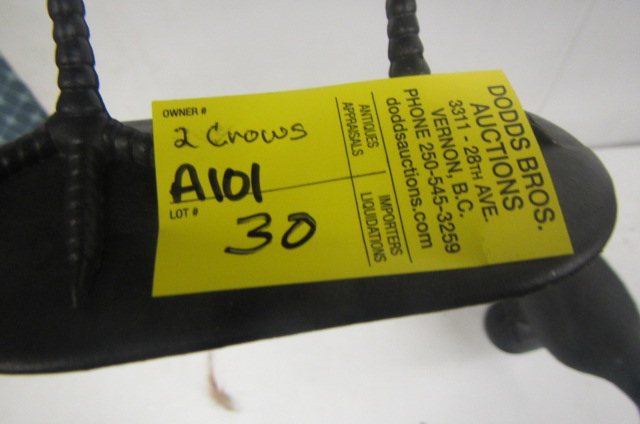 OWNER #
2 Crows
A101
LOT #
30
ANTIQUES
APPRAISALS
IMPORTERS
LIQUIDATIONS
DODDS BROS.
AUCTIONS
3311 - 28TH AVE.
VERNON, B.C.
PHONE 250-545-3259
doddsauctions.com